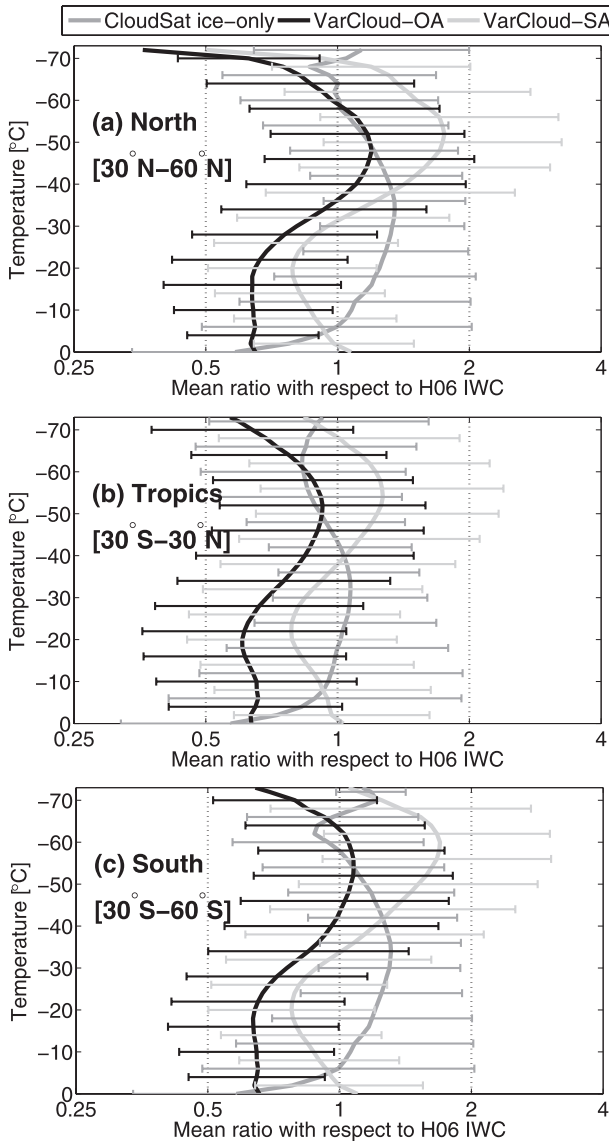 CloudSat ice-only VarCloud-OA VarCloud-SA
−70
−60
−50
−40
−30
−20
−10
0
Temperature [°C]
(a) North
[30°N−60°N]
0.25 0.5 1 2 4
Mean ratio with respect to H06 IWC
−70
−60
−50
−40
−30
−20
−10
0
Temperature [°C]
(b) Tropics
[30°S−30°N]
0.25 0.5 1 2 4
Mean ratio with respect to H06 IWC
−70
−60
−50
−40
−30
−20
−10
0
Temperature [°C]
(c) South
[30°S−60°S]
0.25 0.5 1 2 4
Mean ratio with respect to H06 IWC